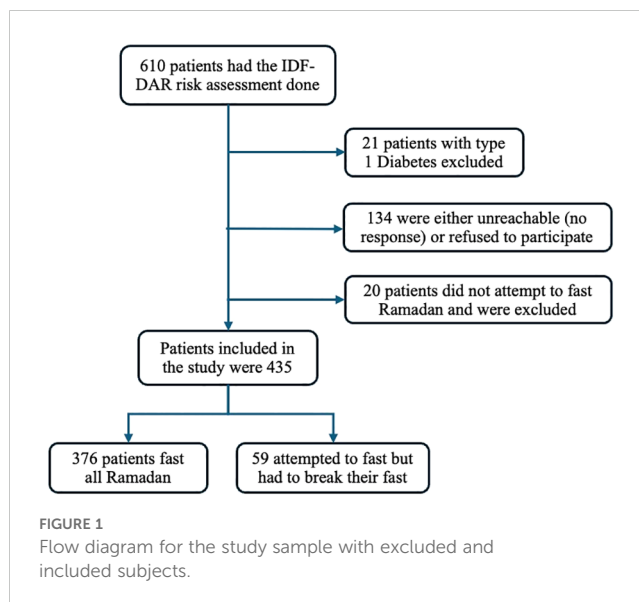 610 patients had the IDF-
DAR risk assessment done
21 patients with type
1 Diabetes excluded
134 were either unreachable (no
response) or refused to participate
20 patients did not attempt to fast
Ramadan and were excluded
Patients included in
the study were 435
376 patients fast
all Ramadan
59 attempted to fast but
had to break their fast
FIGURE 1
Flow diagram for the study sample with excluded and
included subjects.